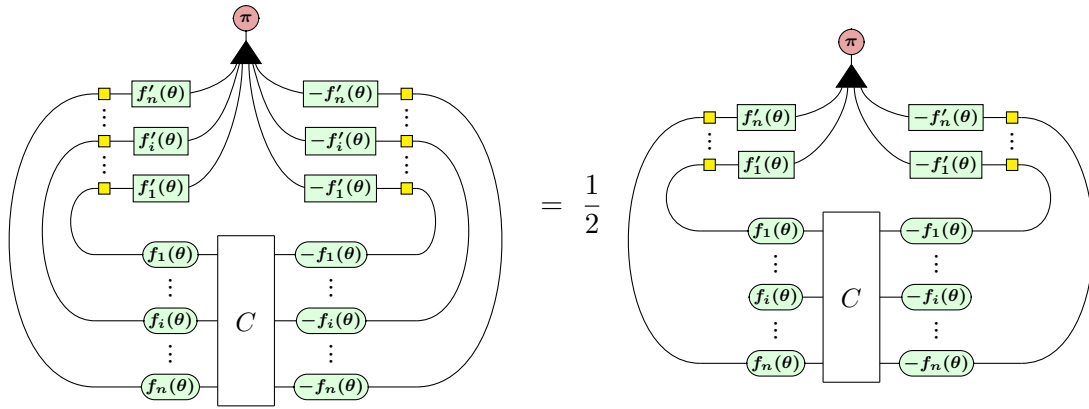 π
f′ₙ(θ) −f′ₙ(θ)
⋮ ⋮
f′ᵢ(θ) −f′ᵢ(θ)
⋮ ⋮
f′₁(θ) −f′₁(θ)
f₁(θ) −f₁(θ)
⋮ ⋮
fᵢ(θ) C −fᵢ(θ)
⋮ ⋮
fₙ(θ) −fₙ(θ)
= 1/2
π
f′ₙ(θ) −f′ₙ(θ)
⋮ ⋮
f′₁(θ) −f′₁(θ)
f₁(θ) −f₁(θ)
⋮ ⋮
fᵢ(θ) C −fᵢ(θ)
⋮ ⋮
fₙ(θ) −fₙ(θ)